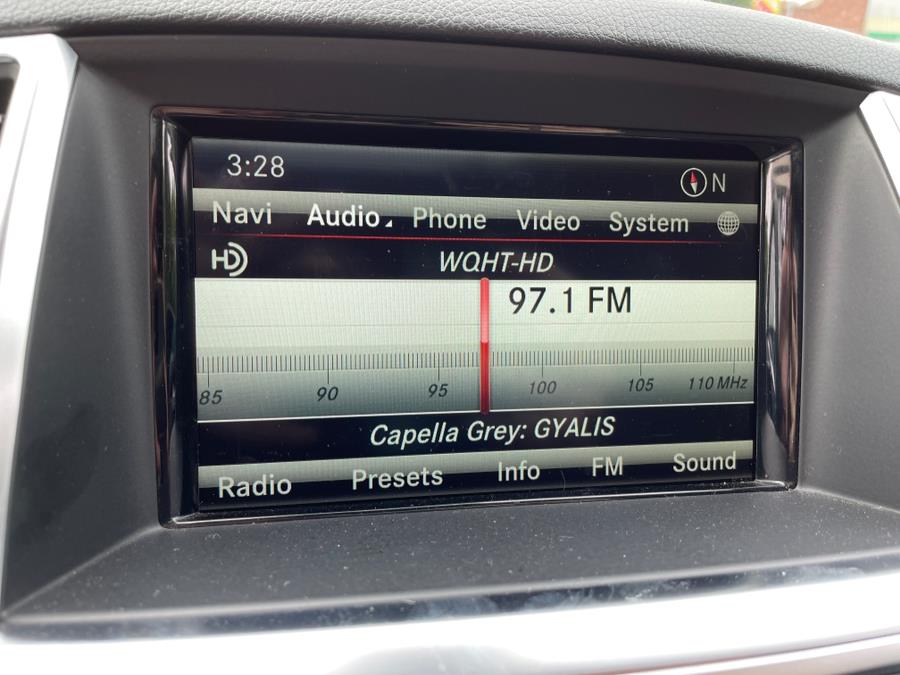 3:28 N
Navi Audio Phone Video System
HD WQHT-HD
97.1 FM
85 90 95 100 105 110 MHz
Capella Grey: GYALIS
Radio Presets Info FM Sound